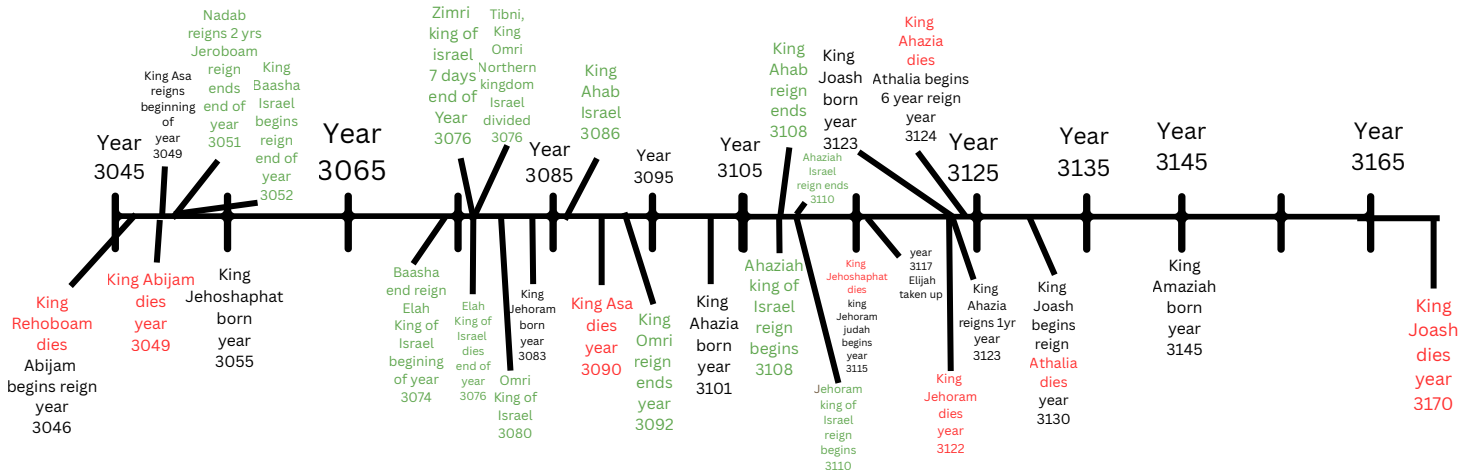 Year
3045
King Asa
reigns
beginning
of
year
3049
Nadab
reigns 2 yrs
Jeroboam
reign
ends
end of
year
3051
King
Baasha
Israel
begins
reign
end of
year
3052
Year
3065
Zimri
king of
israel
7 days
end of
Year
3076
Tibni,
King
Omri
Northern
kingdom
Israel
divided
3076
Year
3085
King
Ahab
Israel
3086
Year
3095
Year
3105
King
Ahab
reign
ends
3108
Ahaziah
Israel
reign ends
3110
King
Joash
born
year
3123
King
Ahazia
dies
Athalia begins
6 year reign
year
3124
Year
3125
Year
3135
Year
3145
Year
3165
King
Rehoboam
dies
Abijam
begins reign
year
3046
King Abijam
dies
year
3049
King
Jehoshaphat
born
year
3055
Baasha
end reign
Elah
King of
Israel
begining
of year
3074
Elah
King of
Israel
dies
end of
year
3076
Omri
King of
Israel
3080
King
Jehoram
born
year
3083
King Asa
dies
year
3090
King
Omri
reign
ends
year
3092
King
Ahazia
born
year
3101
Ahaziah
king of
Israel
reign
begins
3108
Jehoram
king of
Israel
reign
begins
3110
King
Jehoshaphat
dies
king
Jehoram
judah
begins
year
3115
year
3117
Elijah
taken up
King
Jehoram
dies
year
3122
King
Ahazia
reigns 1yr
year
3123
King
Joash
begins
reign
Athalia
dies
year
3130
King
Amaziah
born
year
3145
King
Joash
dies
year
3170